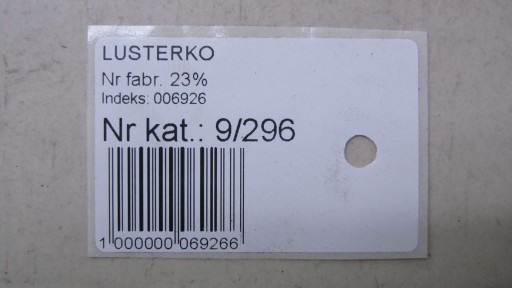 LUSTERKO
Nr fabr. 23%
Indeks: 006926
Nr kat.: 9/296
1 000000 069266